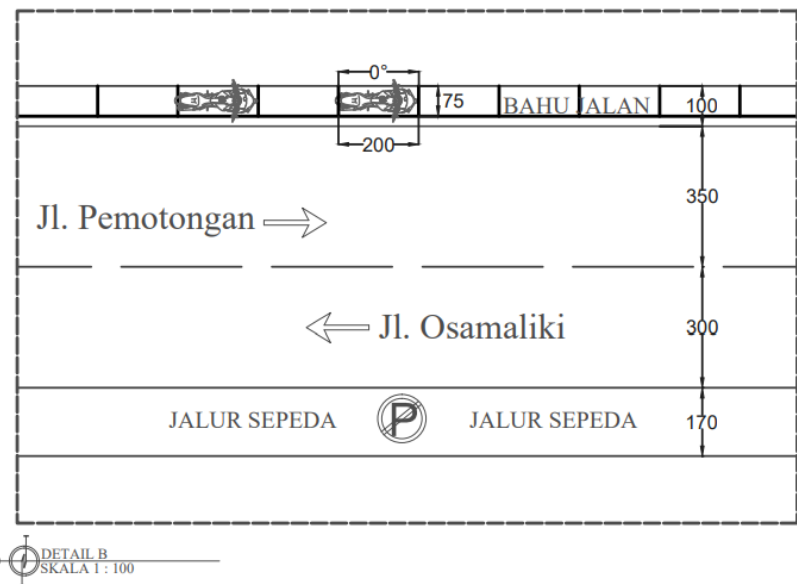 0°
75
BAHU JALAN
100
200
350
Jl. Pemotongan
Jl. Osamaliki
300
JALUR SEPEDA
P
JALUR SEPEDA
170
DETAIL B
SKALA 1 : 100